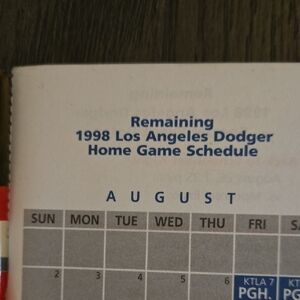 Remaining
1998 Los Angeles Dodger
Home Game Schedule
AUGUST
SUN MON TUE WED THU FRI
2 3 4 5 6 KTLA 7
PGH.